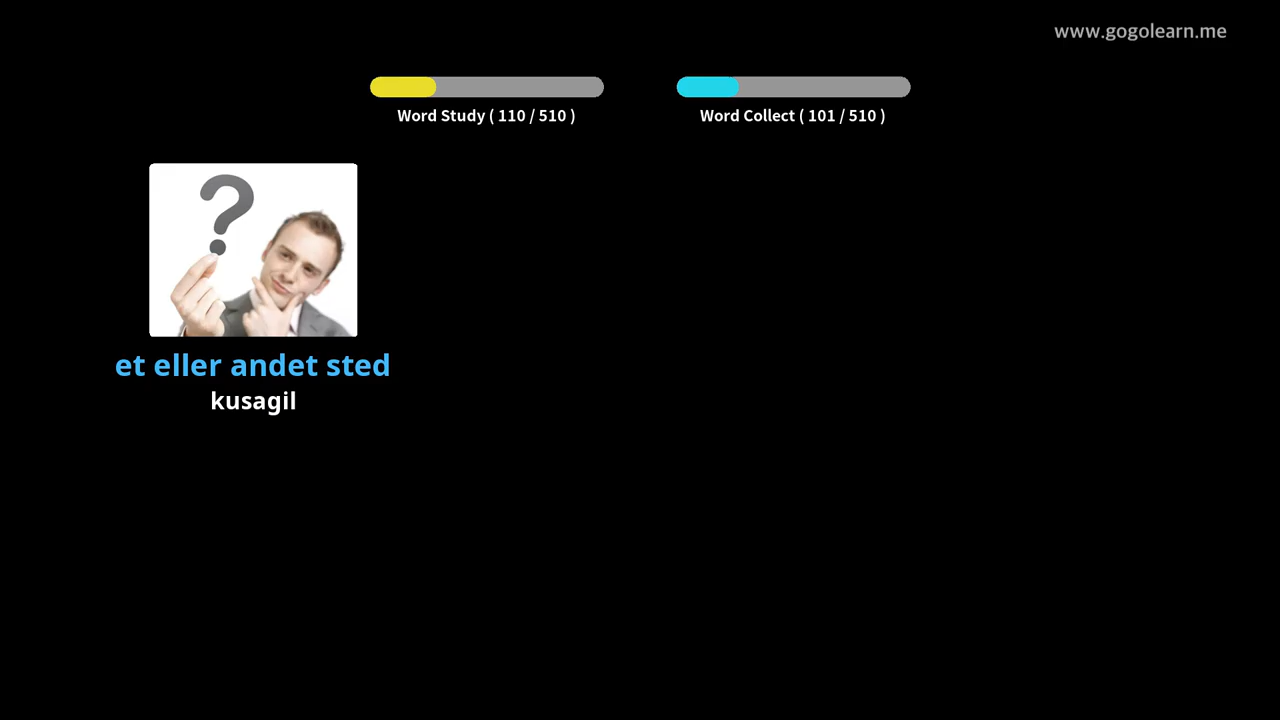 www.gogolearn.me
Word Study ( 110 / 510 )
Word Collect ( 101 / 510 )
?
et eller andet sted
kusagil